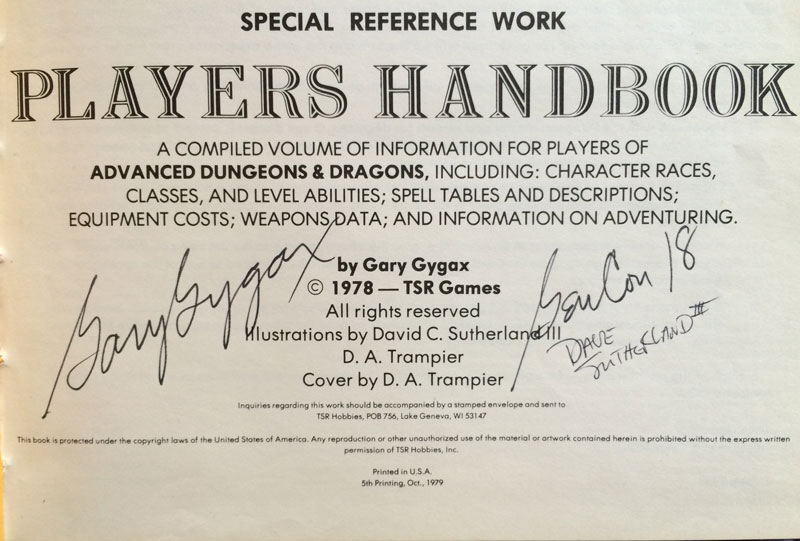 SPECIAL REFERENCE WORK
PLAYERS HANDBOOK
A COMPILED VOLUME OF INFORMATION FOR PLAYERS OF
ADVANCED DUNGEONS & DRAGONS, INCLUDING: CHARACTER RACES,
CLASSES, AND LEVEL ABILITIES; SPELL TABLES AND DESCRIPTIONS;
EQUIPMENT COSTS; WEAPONS DATA; AND INFORMATION ON ADVENTURING.
Gary Gygax
by Gary Gygax
© 1978 — TSR Games
All rights reserved
Illustrations by David C. Sutherland III
D. A. Trampier
Cover by D. A. Trampier
GenCon 18
DAVE
SUTHERLAND III
Inquiries regarding this work should be accompanied by a stamped envelope and sent to
TSR Hobbies, POB 756, Lake Geneva, WI 53147
This book is protected under the copyright laws of the United States of America. Any reproduction or other unauthorized use of the material or artwork contained herein is prohibited without the express written
permission of TSR Hobbies, Inc.
Printed in U.S.A.
5th Printing, Oct., 1979